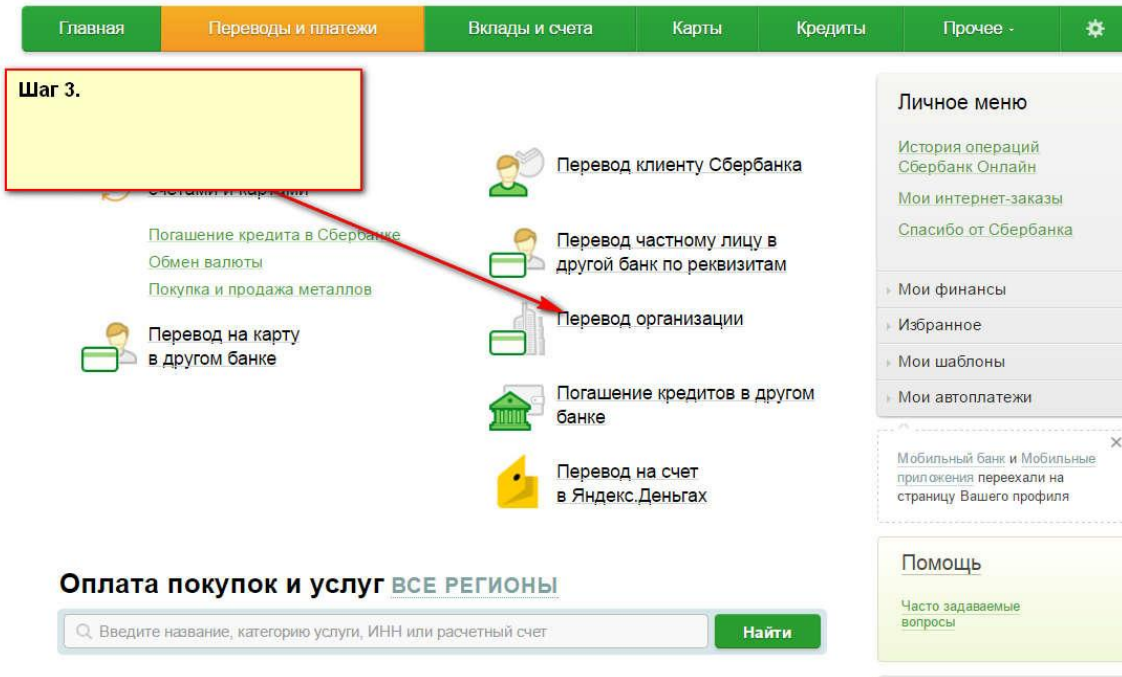 Главная
Переводы и платежи
Вклады и счета
Карты
Кредиты
Прочее
Шаг 3.
счетами и картами
Погашение кредита в Сбербанке
Обмен валюты
Покупка и продажа металлов
Перевод на карту
в другом банке
Перевод клиенту Сбербанка
Перевод частному лицу в
другой банк по реквизитам
Перевод организации
Погашение кредитов в другом
банке
Перевод на счет
в Яндекс.Деньгах
Личное меню
История операций
Сбербанк Онлайн
Мои интернет-заказы
Спасибо от Сбербанка
Мои финансы
Избранное
Мои шаблоны
Мои автоплатежи
Мобильный банк и Мобильные
приложения переехали на
страницу Вашего профиля
Помощь
Часто задаваемые
вопросы
Оплата покупок и услуг ВСЕ РЕГИОНЫ
Введите название, категорию услуги, ИНН или расчетный счет
Найти